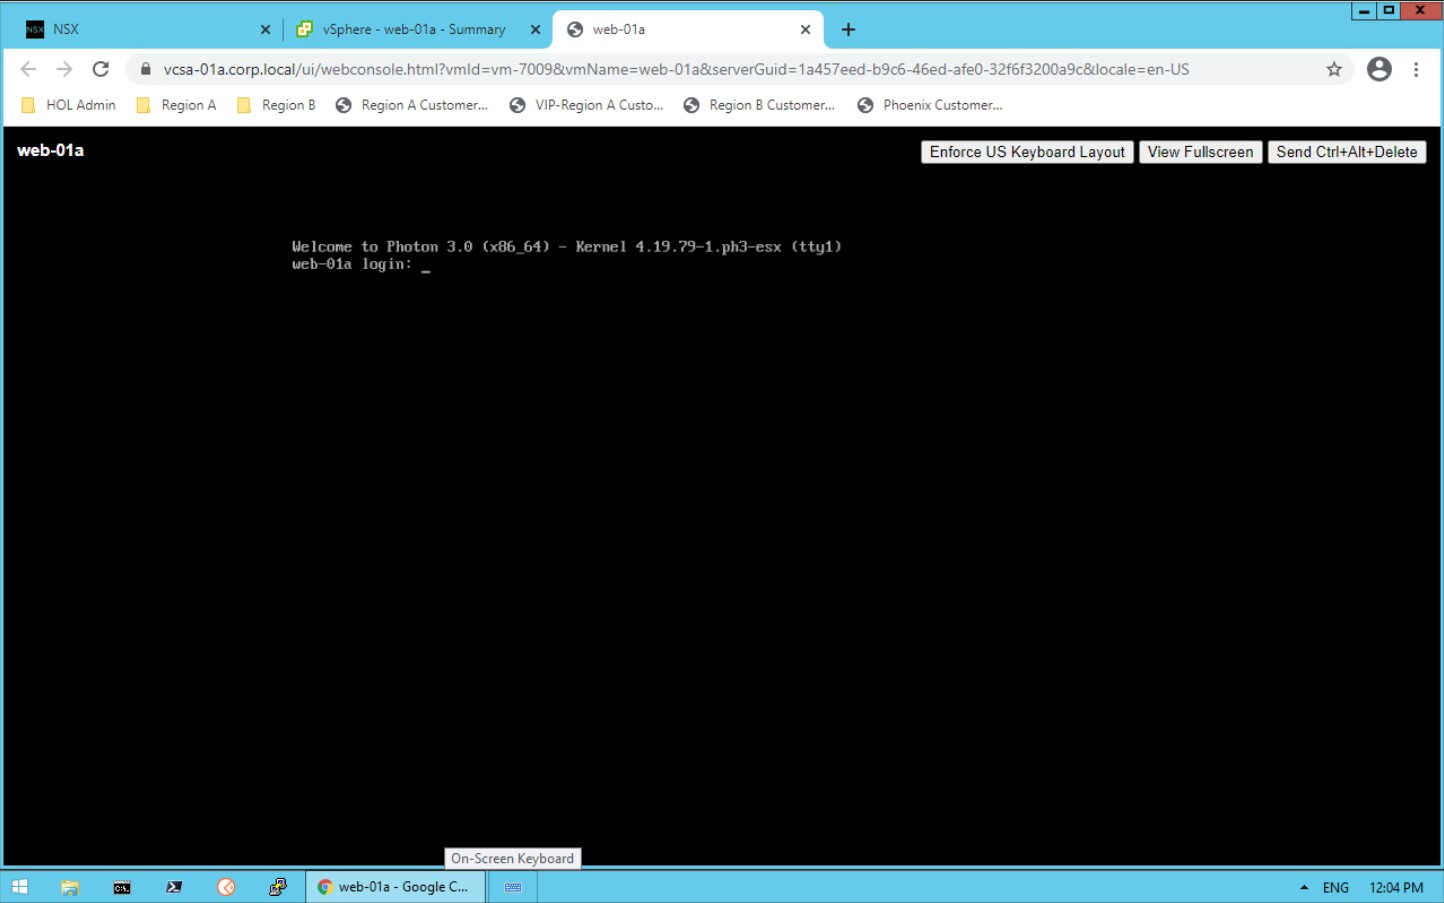 NSX NSX
vSphere - web-01a - Summary
web-01a
vcsa-01a.corp.local/ui/webconsole.html?vmId=vm-7009&vmName=web-01a&serverGuid=1a457eed-b9c6-46ed-afe0-32f6f3200a9c&locale=en-US
HOL Admin
Region A
Region B
Region A Customer...
VIP-Region A Custo...
Region B Customer...
Phoenix Customer...
web-01a
Enforce US Keyboard Layout
View Fullscreen
Send Ctrl+Alt+Delete
Welcome to Photon 3.0 (x86_64) - Kernel 4.19.79-1.ph3-esx (tty1)
web-01a login: _
On-Screen Keyboard
web-01a - Google C...
ENG
12:04 PM